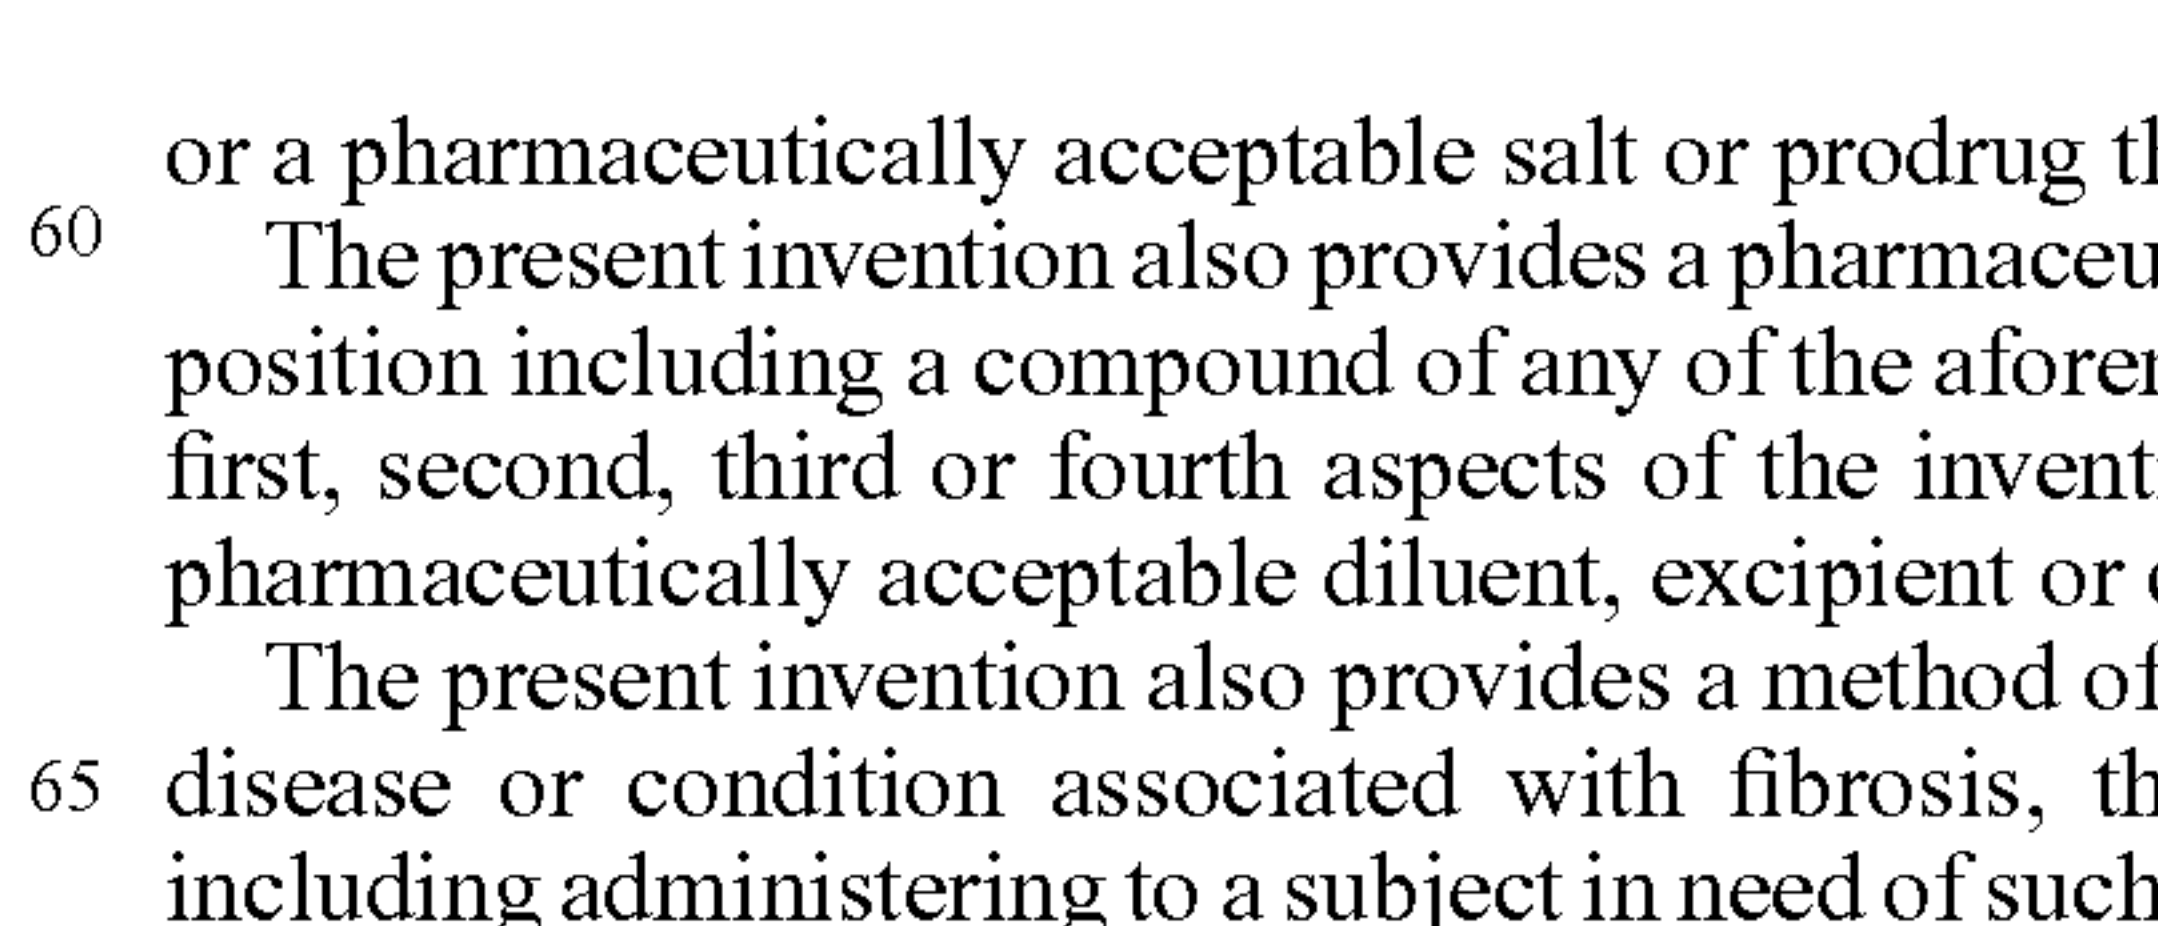 or a pharmaceutically acceptable salt or prodrug th
60 The present invention also provides a pharmaceu
position including a compound of any of the aforem
first, second, third or fourth aspects of the inventi
pharmaceutically acceptable diluent, excipient or c
The present invention also provides a method of
65 disease or condition associated with fibrosis, th
including administering to a subject in need of such